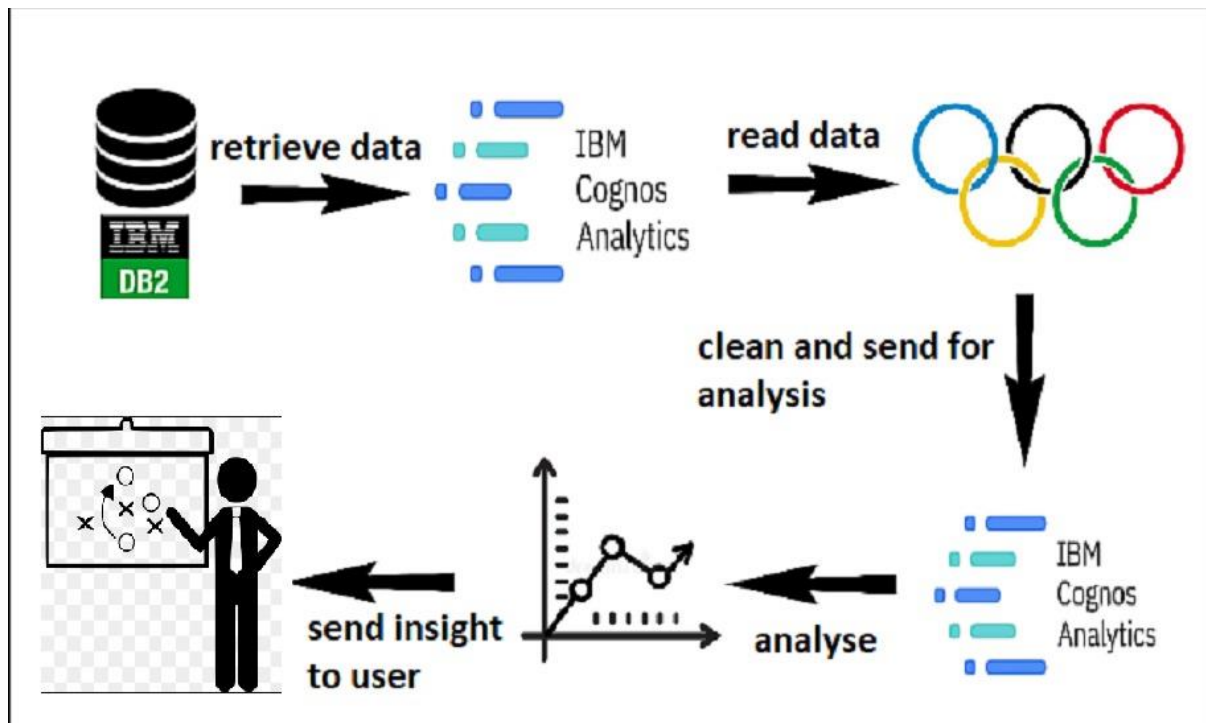 retrieve data
IBM
Cognos
Analytics
read data
IBM
DB2
clean and send for
analysis
IBM
Cognos
Analytics
analyse
send insight
to user